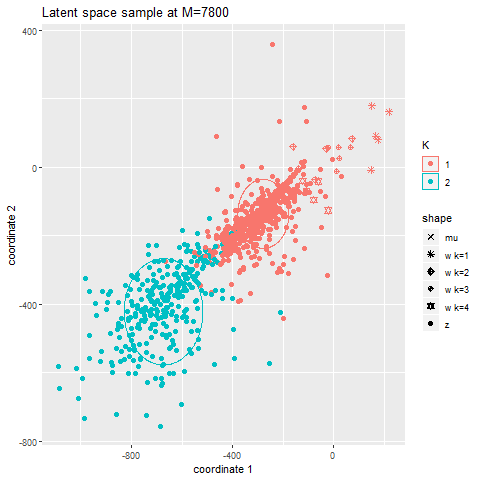 Latent space sample at M=7800
400
0
-400
-800
coordinate 2
-800
-400
0
coordinate 1
K
1
2
shape
mu
w k=1
w k=2
w k=3
w k=4
z